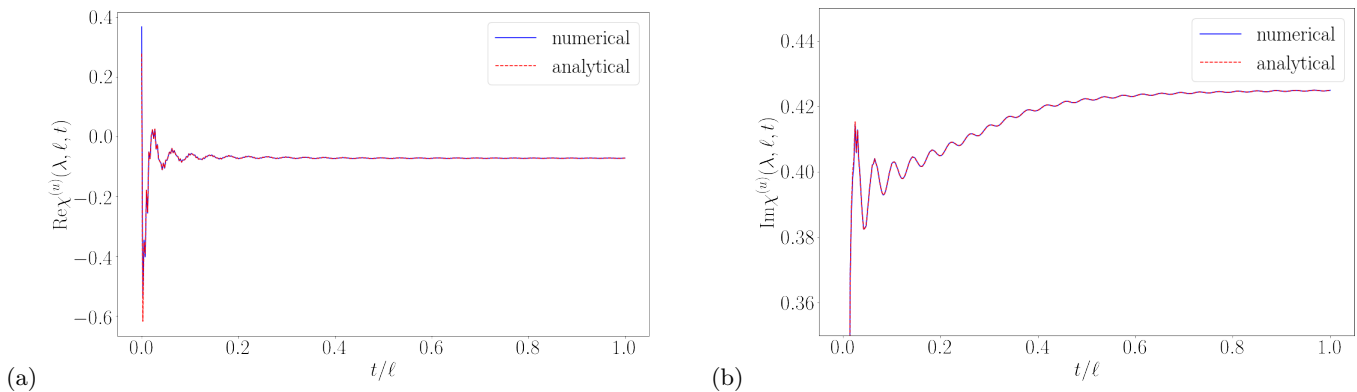 0.4
0.2
0.0
−0.2
−0.4
−0.6
Reχ^(u)(λ, ℓ, t)
numerical
analytical
0.0 0.2 0.4 0.6 0.8 1.0
t/ℓ
(a)
0.44
0.42
0.40
0.38
0.36
Imχ^(u)(λ, ℓ, t)
numerical
analytical
0.0 0.2 0.4 0.6 0.8 1.0
t/ℓ
(b)